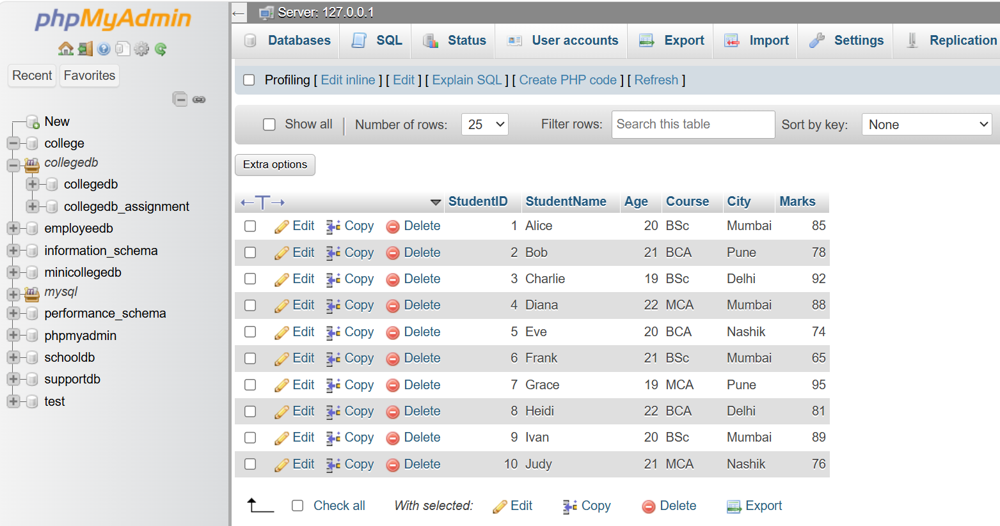 phpMyAdmin
Recent Favorites
New
college
collegedb
collegedb
collegedb_assignment
employeedb
information_schema
minicollegedb
mysql
performance_schema
phpmyadmin
schooldb
supportdb
test
Server: 127.0.0.1
Databases SQL Status User accounts Export Import Settings Replication
Profiling [ Edit inline ] [ Edit ] [ Explain SQL ] [ Create PHP code ] [ Refresh ]
Show all Number of rows: 25 Filter rows: Search this table Sort by key: None
Extra options
StudentID StudentName Age Course City Marks
Edit Copy Delete 1 Alice 20 BSc Mumbai 85
Edit Copy Delete 2 Bob 21 BCA Pune 78
Edit Copy Delete 3 Charlie 19 BSc Delhi 92
Edit Copy Delete 4 Diana 22 MCA Mumbai 88
Edit Copy Delete 5 Eve 20 BCA Nashik 74
Edit Copy Delete 6 Frank 21 BSc Mumbai 65
Edit Copy Delete 7 Grace 19 MCA Pune 95
Edit Copy Delete 8 Heidi 22 BCA Delhi 81
Edit Copy Delete 9 Ivan 20 BSc Mumbai 89
Edit Copy Delete 10 Judy 21 MCA Nashik 76
Check all With selected: Edit Copy Delete Export